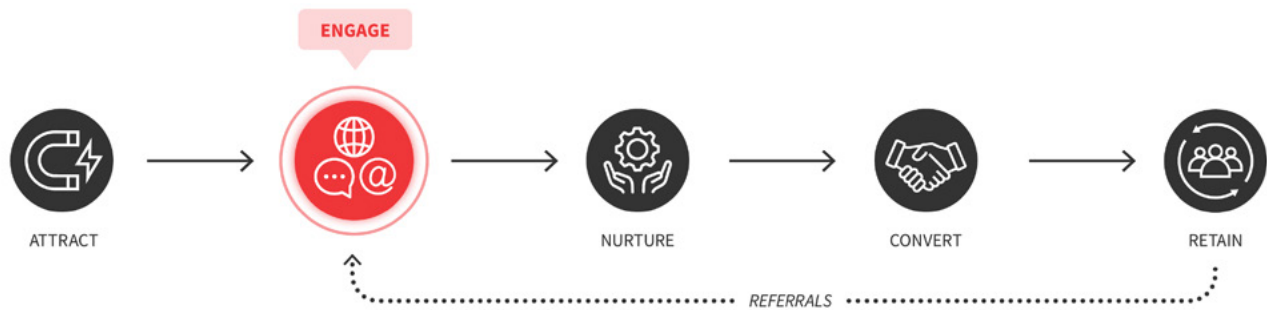 ENGAGE
@
ATTRACT
NURTURE
CONVERT
RETAIN
REFERRALS